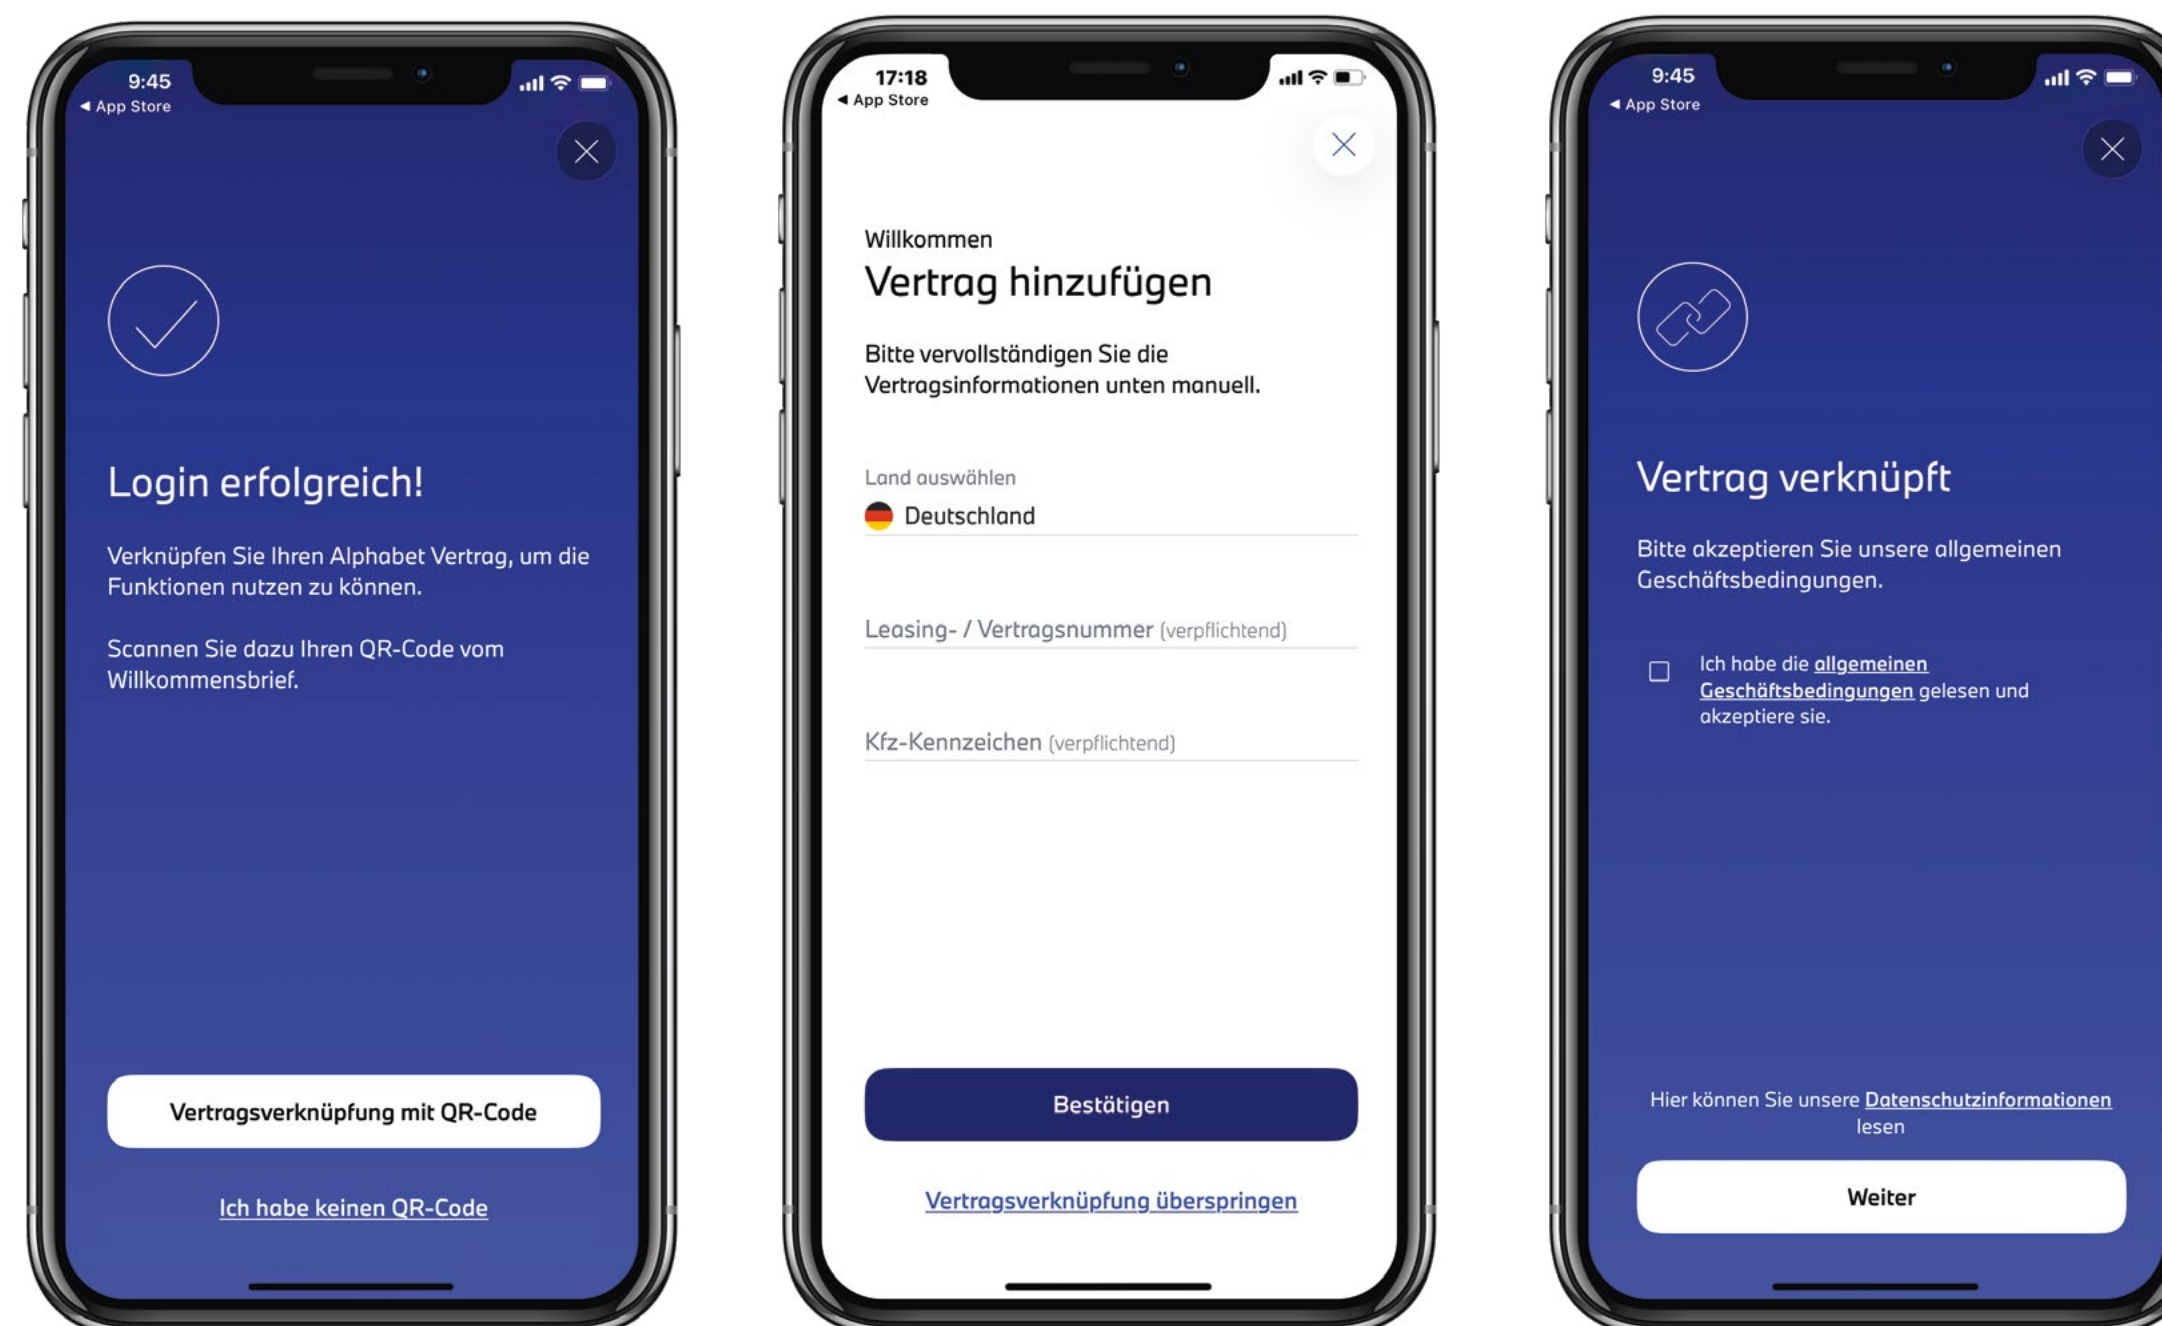 9:45
◀ App Store
Login erfolgreich!
Verknüpfen Sie Ihren Alphabet Vertrag, um die
Funktionen nutzen zu können.
Scannen Sie dazu Ihren QR-Code vom
Willkommensbrief.
Vertragsverknüpfung mit QR-Code
Ich habe keinen QR-Code
17:18
◀ App Store
Willkommen
Vertrag hinzufügen
Bitte vervollständigen Sie die
Vertragsinformationen unten manuell.
Land auswählen
Deutschland
Leasing- / Vertragsnummer (verpflichtend)
Kfz-Kennzeichen (verpflichtend)
Bestätigen
Vertragsverknüpfung überspringen
9:45
◀ App Store
Vertrag verknüpft
Bitte akzeptieren Sie unsere allgemeinen
Geschäftsbedingungen.
Ich habe die allgemeinen
Geschäftsbedingungen gelesen und
akzeptiere sie.
Hier können Sie unsere Datenschutzinformationen
lesen
Weiter